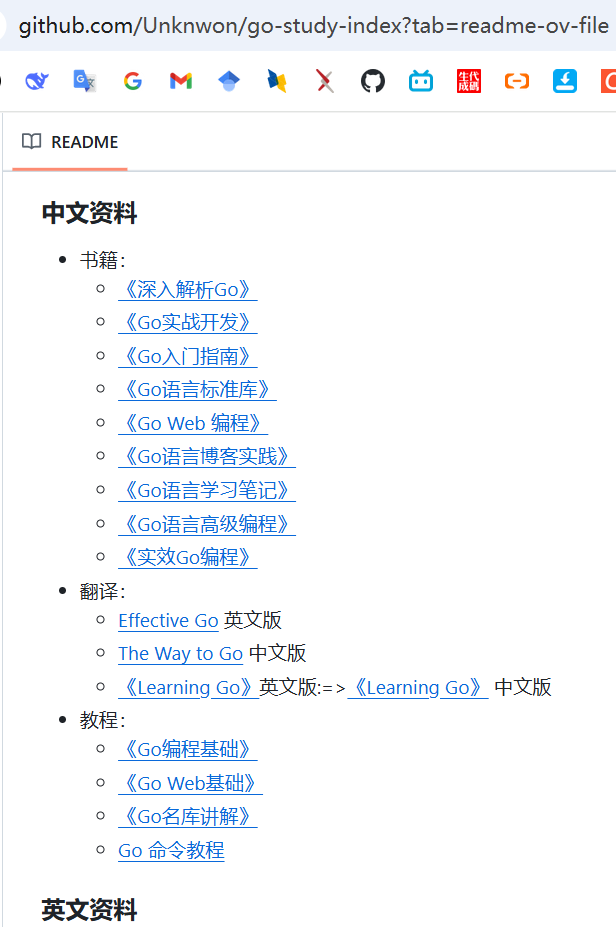 github.com/Unknwon/go-study-index?tab=readme-ov-file
生代
成码
README
中文资料
书籍：
《深入解析Go》
《Go实战开发》
《Go入门指南》
《Go语言标准库》
《Go Web 编程》
《Go语言博客实践》
《Go语言学习笔记》
《Go语言高级编程》
《实效Go编程》
翻译：
Effective Go 英文版
The Way to Go 中文版
《Learning Go》英文版:=>《Learning Go》 中文版
教程：
《Go编程基础》
《Go Web基础》
《Go名库讲解》
Go 命令教程
英文资料